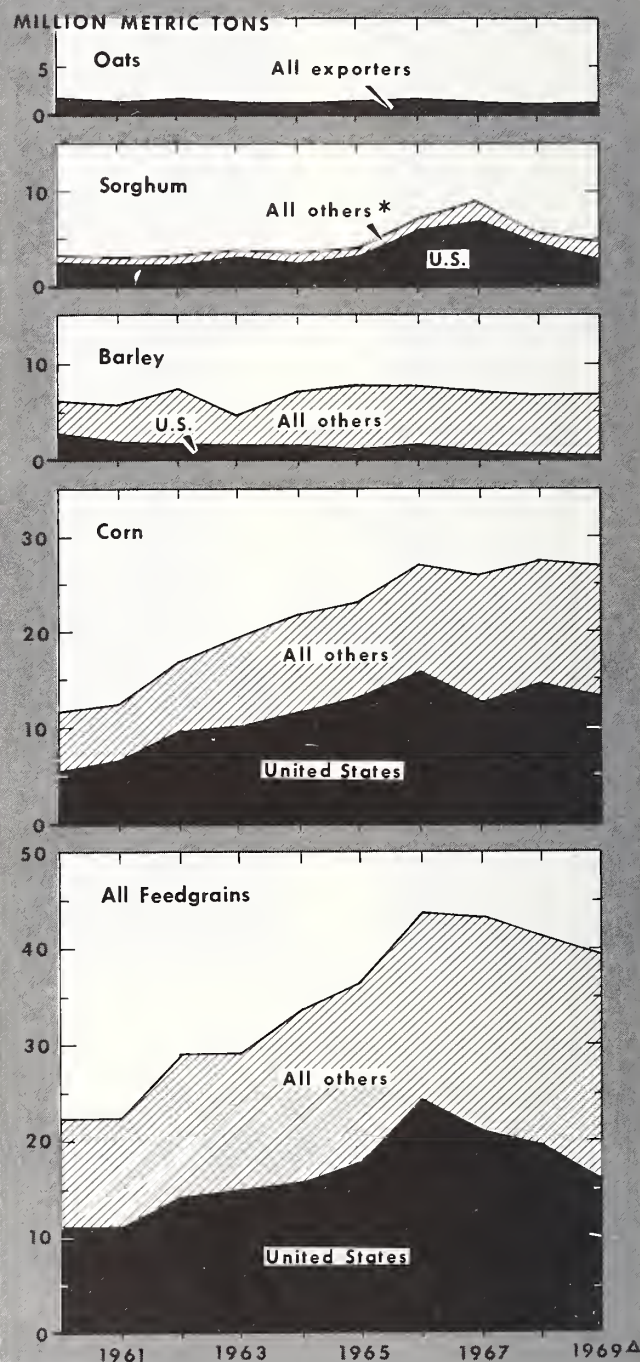 MILLION METRIC TONS
Oats
5
All exporters
0
Sorghum
10
All others*
U.S.
0
Barley
10
U.S.
All others
0
Corn
30
20
All others
10
United States
0
50
All Feedgrains
40
30
All others
20
10
United States
0
1961 1963 1965 1967 1969△